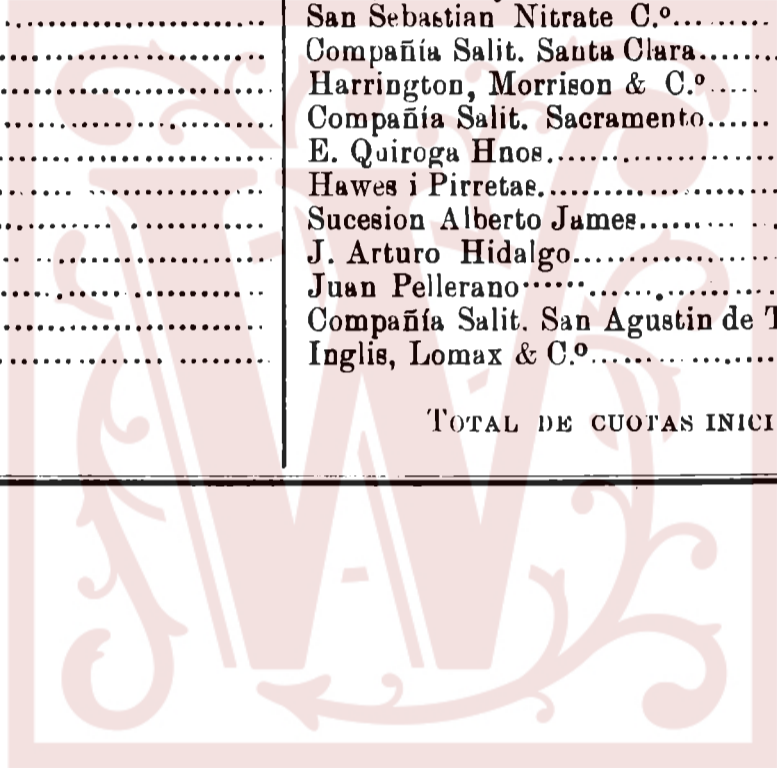 San Sebastian Nitrate C.º
Compañía Salit. Santa Clara
Harrington, Morrison & C.º
Compañía Salit. Sacramento
E. Quiroga Hnos.
Hawes i Pirretas.
Sucesion Alberto James
J. Arturo Hidalgo
Juan Pellerano
Compañía Salit. San Agustin de T
Inglis, Lomax & C.º
TOTAL DE CUOTAS INICI